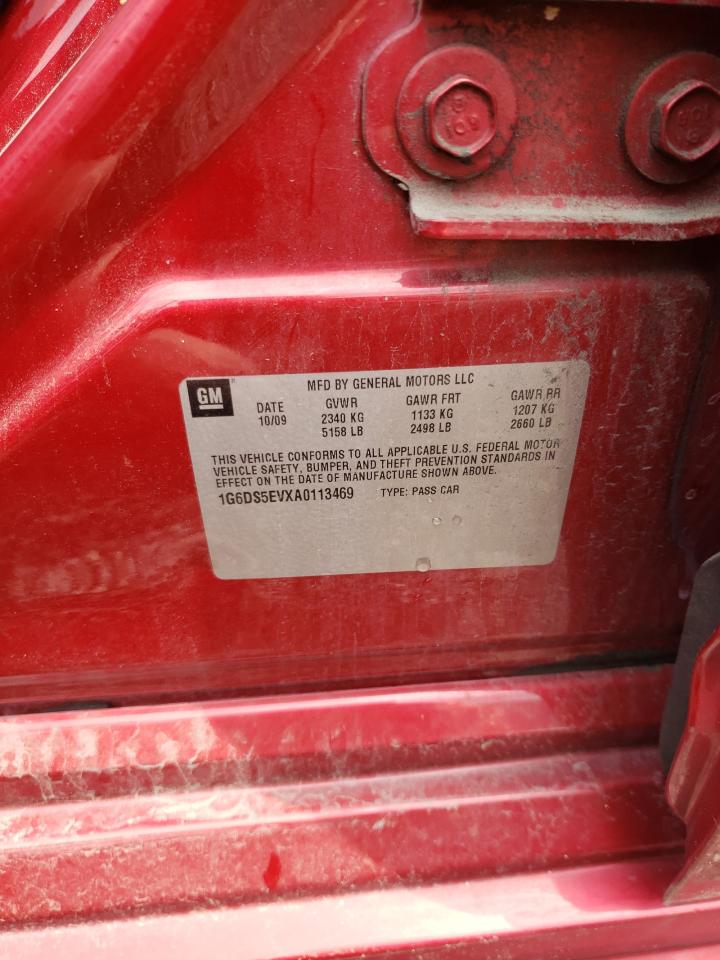 GM
MFD BY GENERAL MOTORS LLC
DATE GVWR GAWR FRT GAWR RR
10/09 2340 KG 1133 KG 1207 KG
5158 LB 2498 LB 2660 LB
THIS VEHICLE CONFORMS TO ALL APPLICABLE U.S. FEDERAL MOTOR
VEHICLE SAFETY, BUMPER, AND THEFT PREVENTION STANDARDS IN
EFFECT ON THE DATE OF MANUFACTURE SHOWN ABOVE.
1G6DS5EVXA0113469 TYPE: PASS CAR